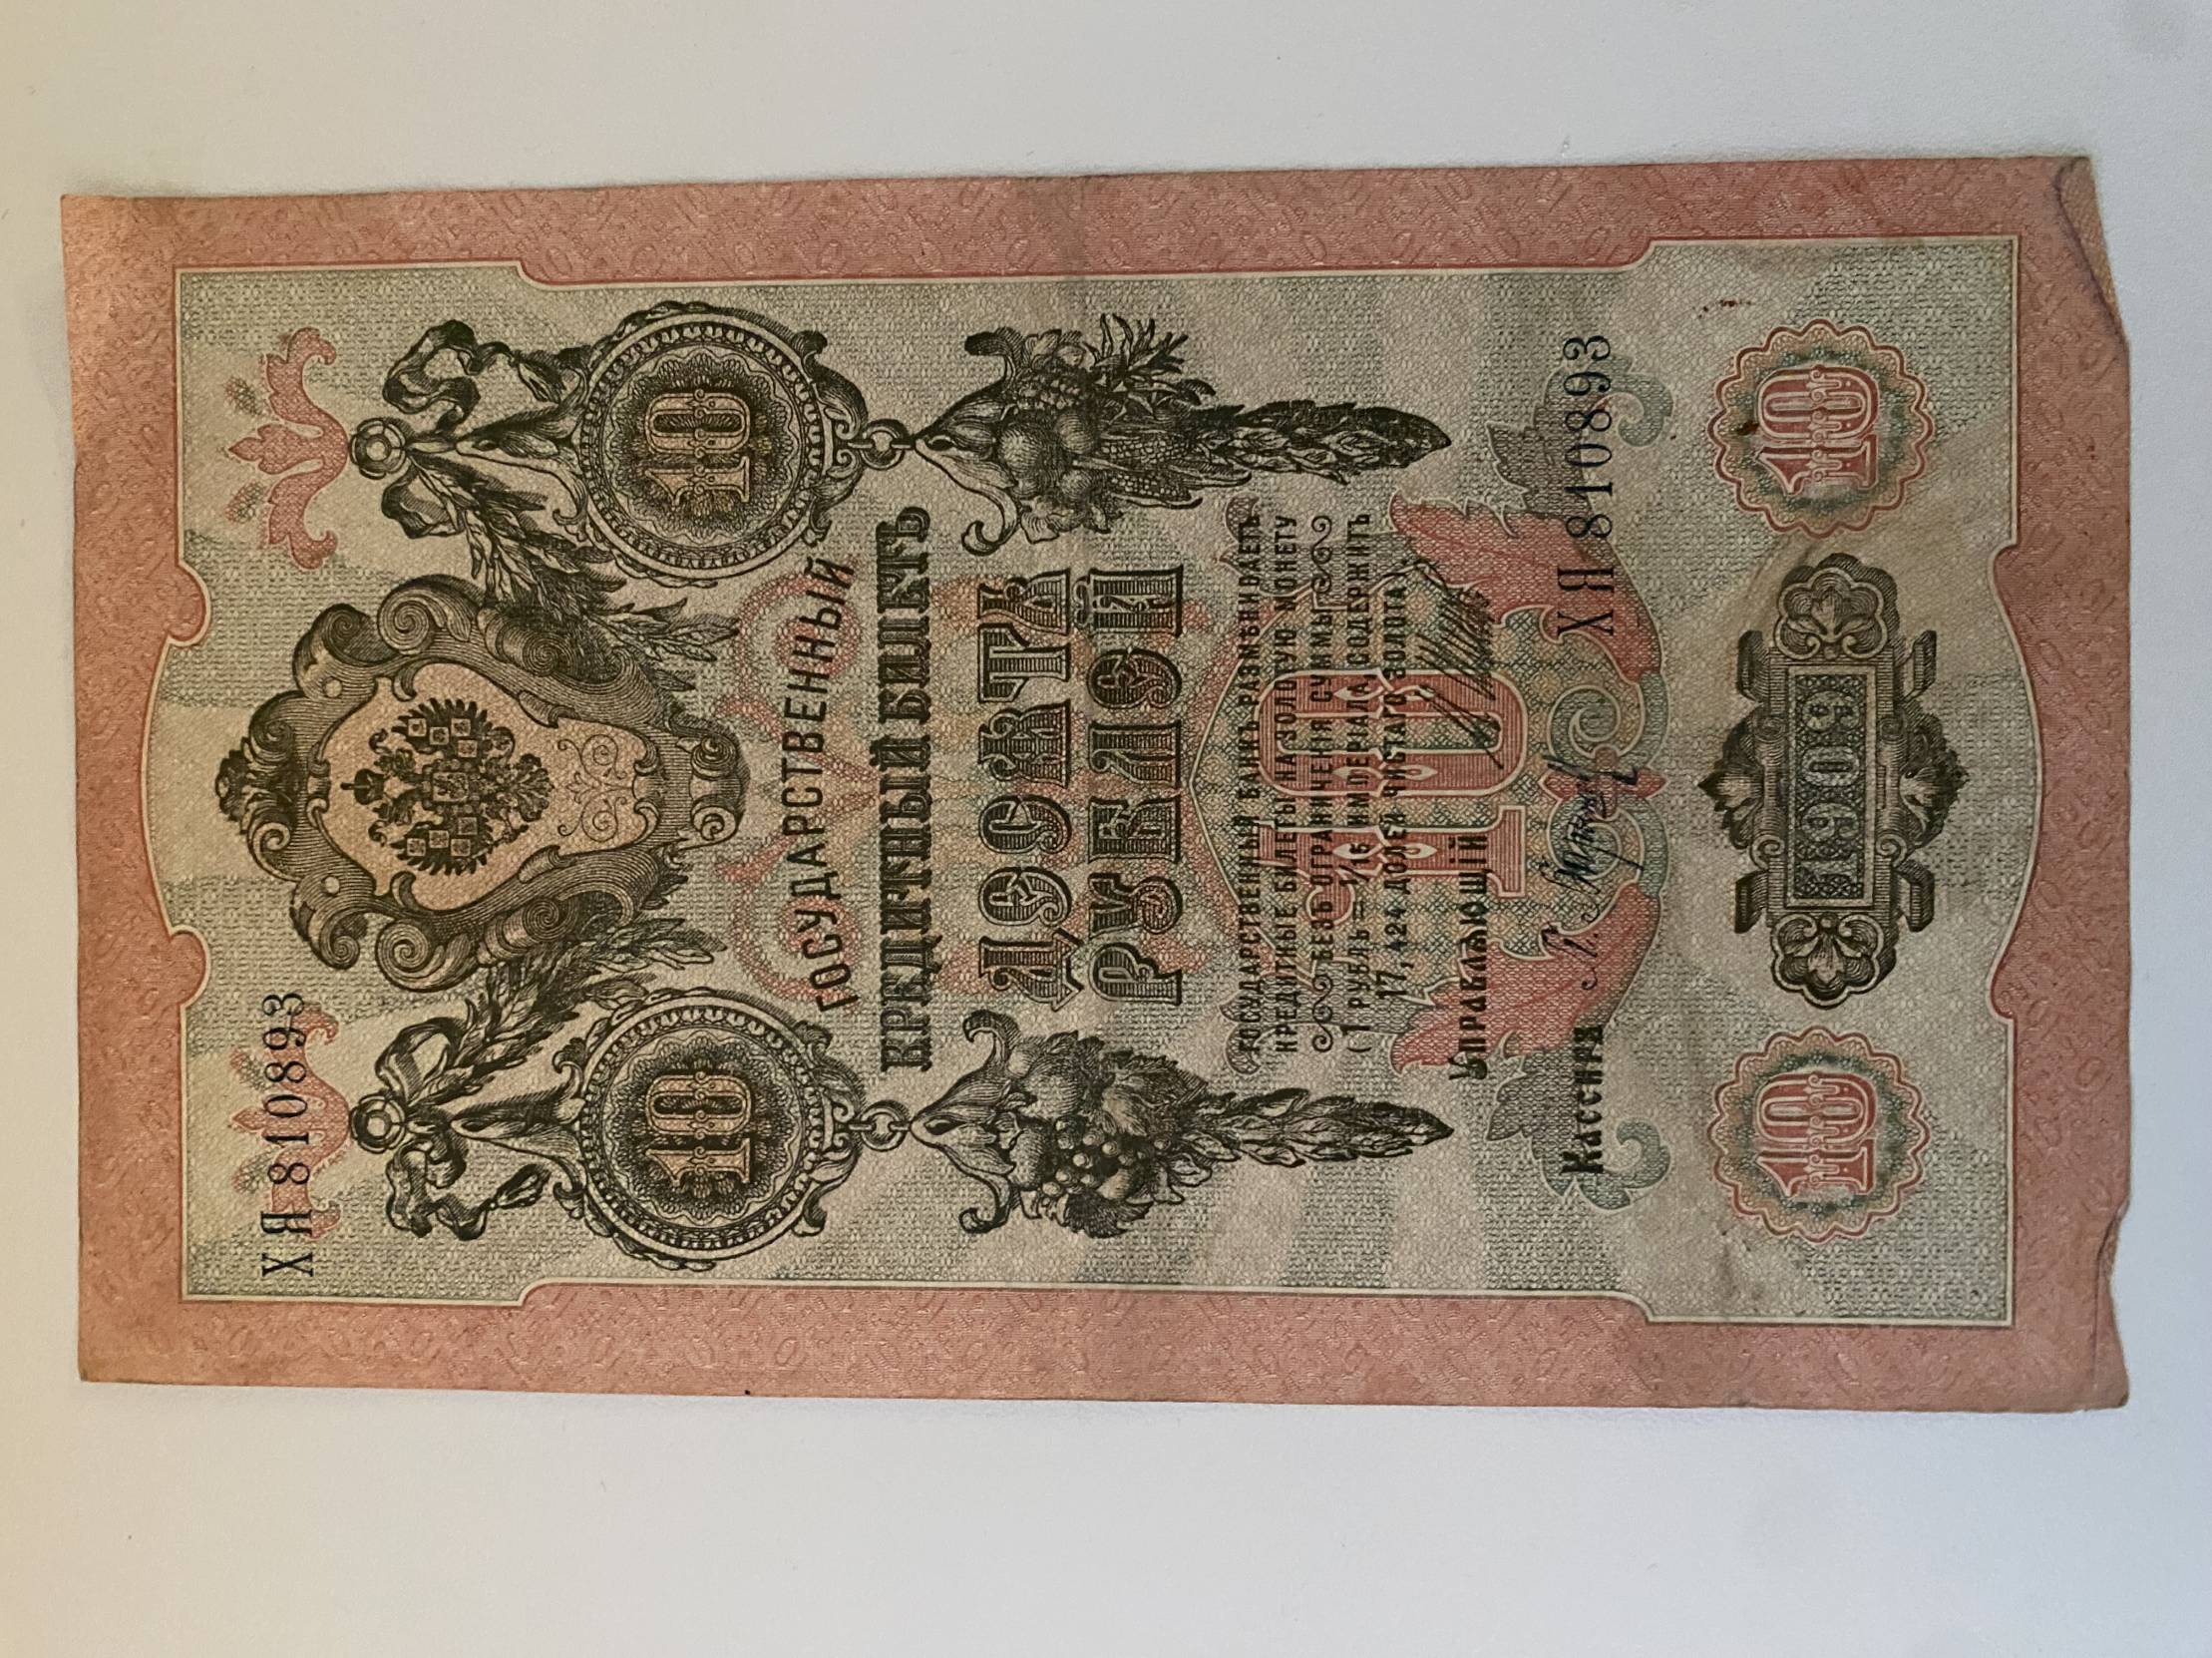 ХЯ 810893
10
10
ГОСУДАРСТВЕННЫЙ
КРЕДИТНЫЙ БИЛЕТЪ
ДЕСЯТЬ
РУБЛЕЙ
ГОСУДАРСТВЕННЫЙ БАНКЪ РАЗМѢНИВАЕТЪ
КРЕДИТНЫЕ БИЛЕТЫ НА ЗОЛОТУЮ МОНЕТУ
БЕЗЪ ОГРАНИЧЕНІЯ СУММЫ
(1 РУБЛЬ = 1/15 ИМПЕРІАЛА, СОДЕРЖИТЪ
17,424 ДОЛЕЙ ЧИСТАГО ЗОЛОТА).
10
Управляющій
Кассиръ
ХЯ 810893
10
1909
10